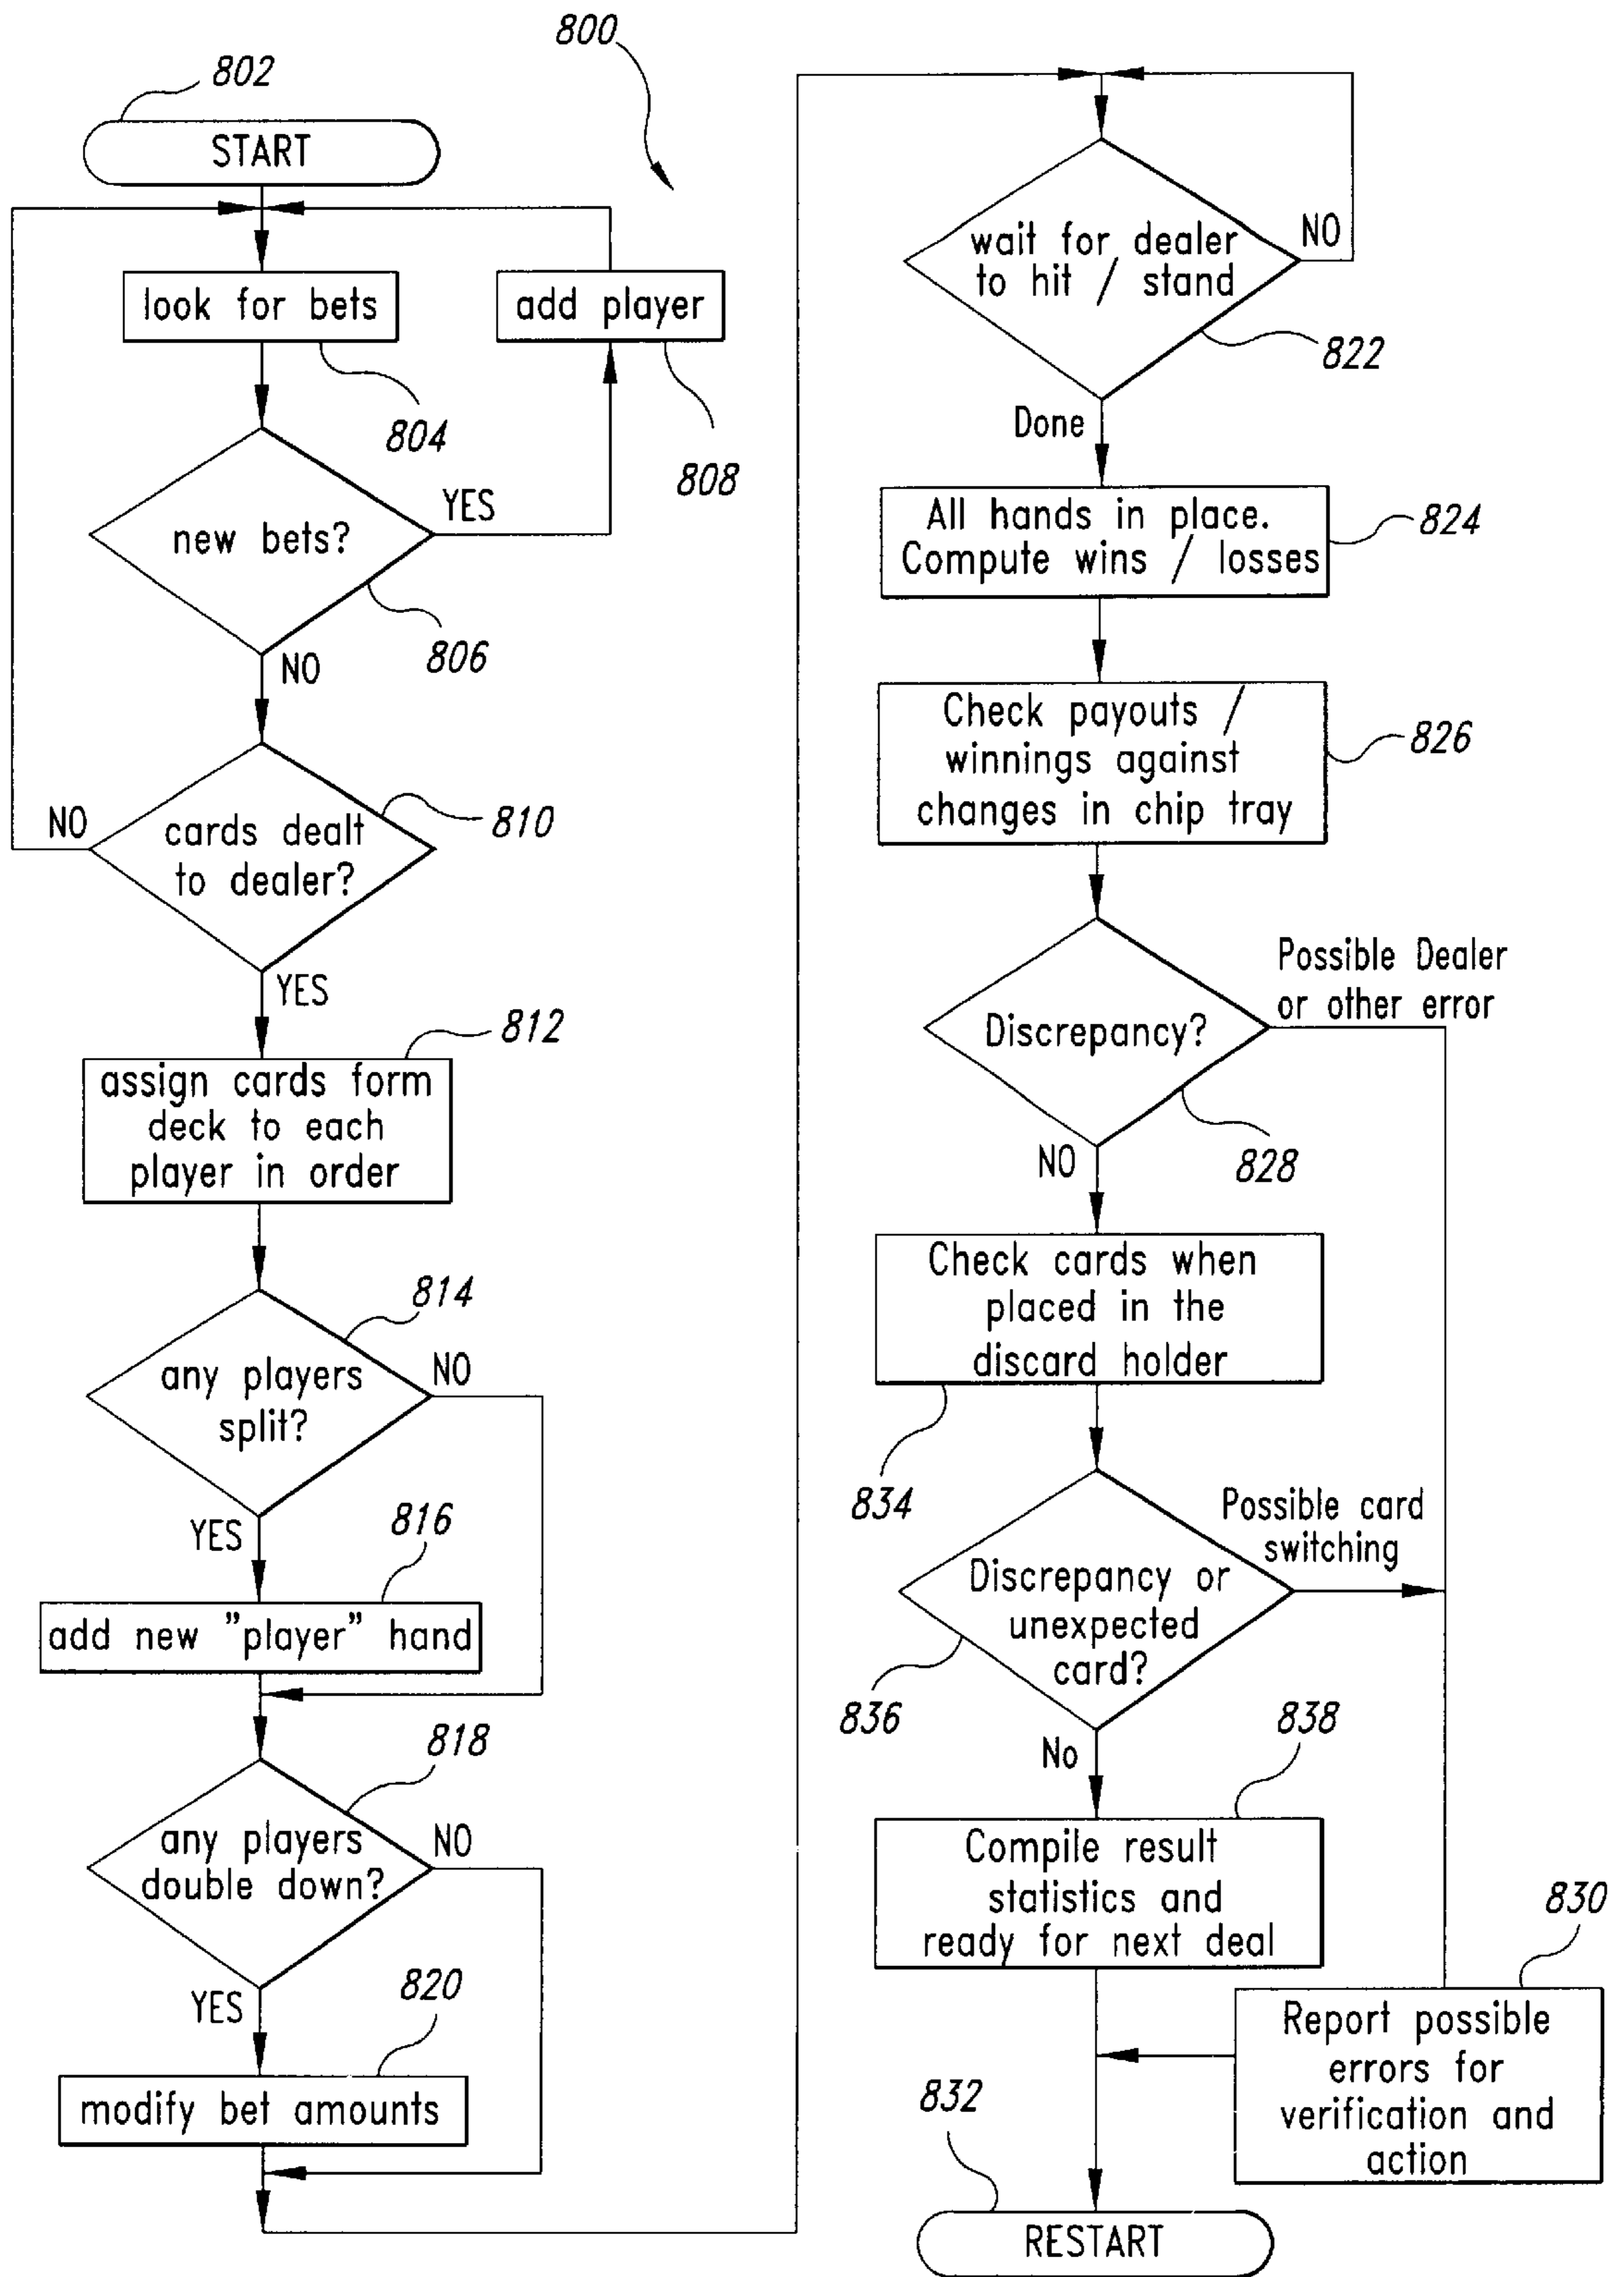 800
802
START
look for bets
804
add player
808
new bets?
YES
806
NO
cards dealt
to dealer?
810
NO
YES
812
assign cards form
deck to each
player in order
814
any players
split?
NO
YES
816
add new "player" hand
818
any players
double down?
NO
YES
820
modify bet amounts
wait for dealer
to hit / stand
NO
822
Done
All hands in place.
Compute wins / losses
824
Check payouts /
winnings against
changes in chip tray
826
Possible Dealer
or other error
Discrepancy?
828
NO
Check cards when
placed in the
discard holder
834
Possible card
switching
Discrepancy or
unexpected
card?
836
No
838
Compile result
statistics and
ready for next deal
830
Report possible
errors for
verification and
action
832
RESTART